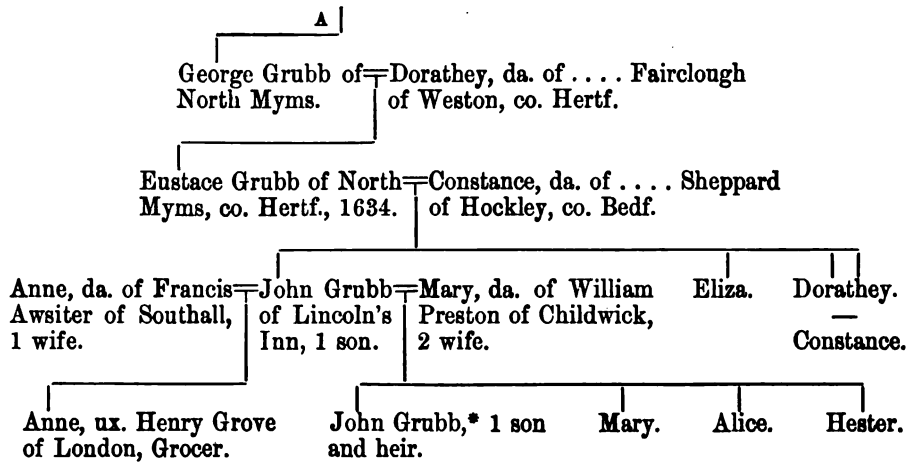 A
George Grubb of Dorathey, da. of .... Fairclough
North Myms. of Weston, co. Hertf.
Eustace Grubb of North Constance, da. of .... Sheppard
Myms, co. Hertf., 1634. of Hockley, co. Bedf.
Anne, da. of Francis John Grubb Mary, da. of William Eliza. Dorathey.
Awsiter of Southall, of Lincoln's Preston of Childwick, —
1 wife. Inn, 1 son. 2 wife. Constance.
Anne, ux. Henry Grove John Grubb,* 1 son Mary. Alice. Hester.
of London, Grocer. and heir.